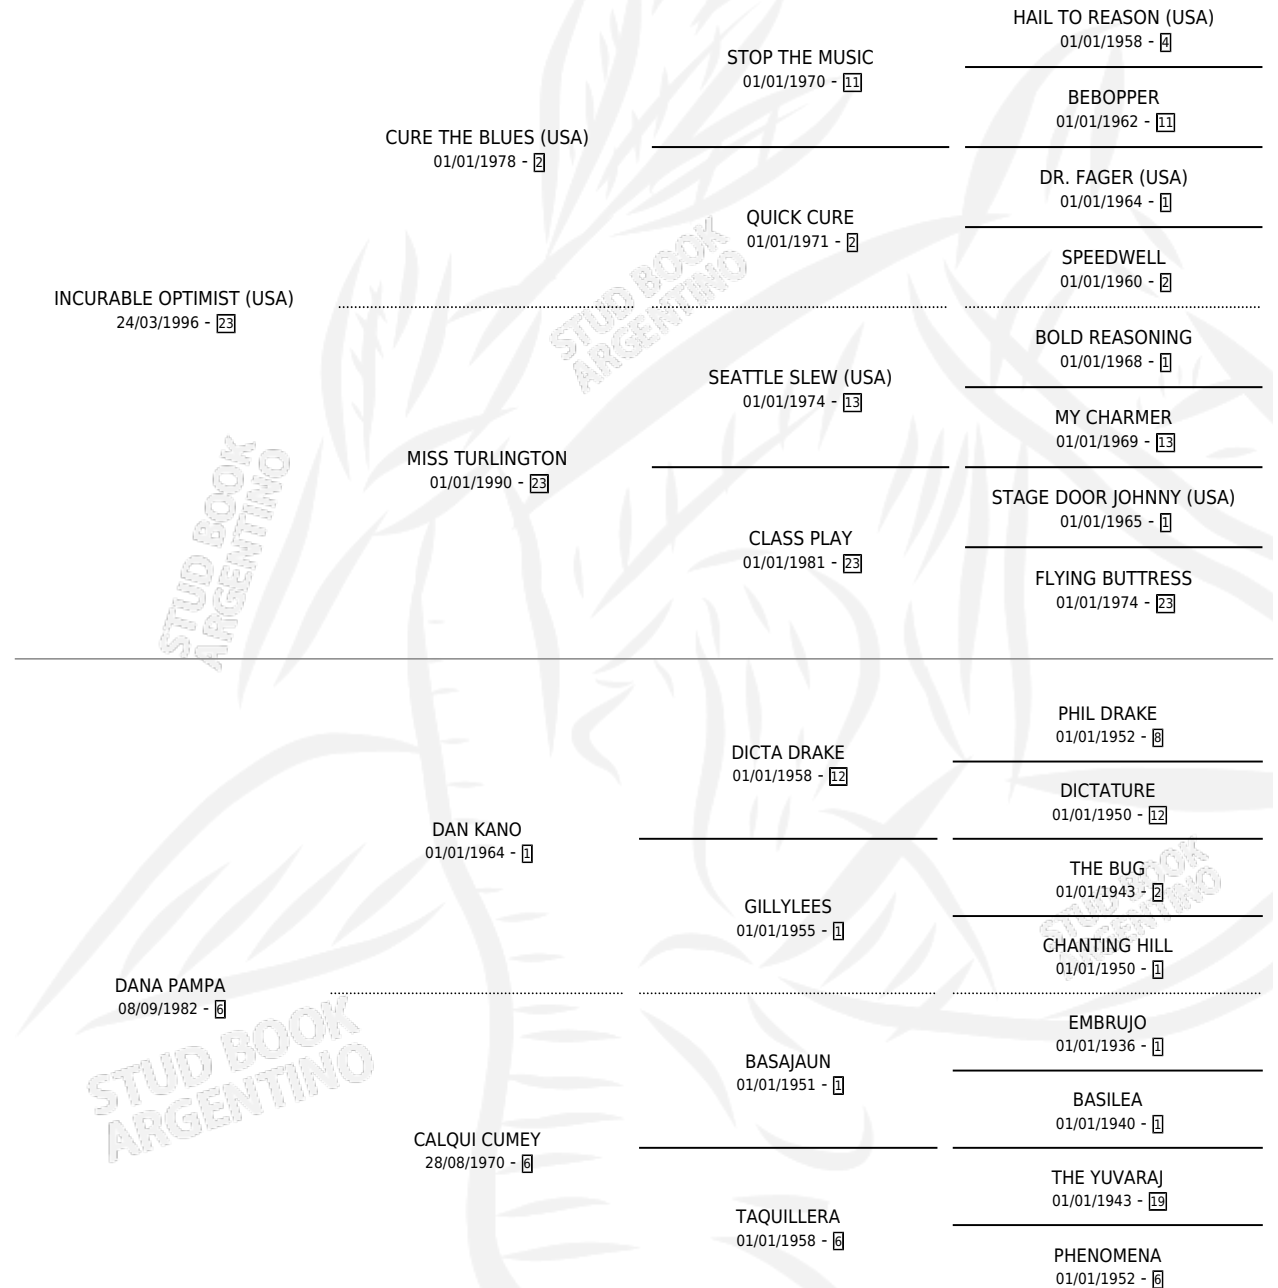 HAIL TO REASON (USA)
01/01/1958 - 4
STOP THE MUSIC
01/01/1970 - 11
BEBOPPER
01/01/1962 - 11
CURE THE BLUES (USA)
01/01/1978 - 2
DR. FAGER (USA)
01/01/1964 - 1
QUICK CURE
01/01/1971 - 2
SPEEDWELL
01/01/1960 - 2
INCURABLE OPTIMIST (USA)
24/03/1996 - 23
BOLD REASONING
01/01/1968 - 1
SEATTLE SLEW (USA)
01/01/1974 - 13
MY CHARMER
01/01/1969 - 13
MISS TURLINGTON
01/01/1990 - 23
STAGE DOOR JOHNNY (USA)
01/01/1965 - 1
CLASS PLAY
01/01/1981 - 23
FLYING BUTTRESS
01/01/1974 - 23
PHIL DRAKE
01/01/1952 - 8
DICTA DRAKE
01/01/1958 - 12
DICTATURE
01/01/1950 - 12
DAN KANO
01/01/1964 - 1
THE BUG
01/01/1943 - 2
GILLYLEES
01/01/1955 - 1
CHANTING HILL
01/01/1950 - 1
DANA PAMPA
08/09/1982 - 6
EMBRUJO
01/01/1936 - 1
BASAJAUN
01/01/1951 - 1
BASILEA
01/01/1940 - 1
CALQUI CUMEY
28/08/1970 - 6
THE YUVARAJ
01/01/1943 - 19
TAQUILLERA
01/01/1958 - 6
PHENOMENA
01/01/1952 - 6
STUD BOOK
ARGENTINO
STUD BOOK
ARGENTINO
STUD BOOK
ARGENTINO
STUD BOOK
ARGENTINO